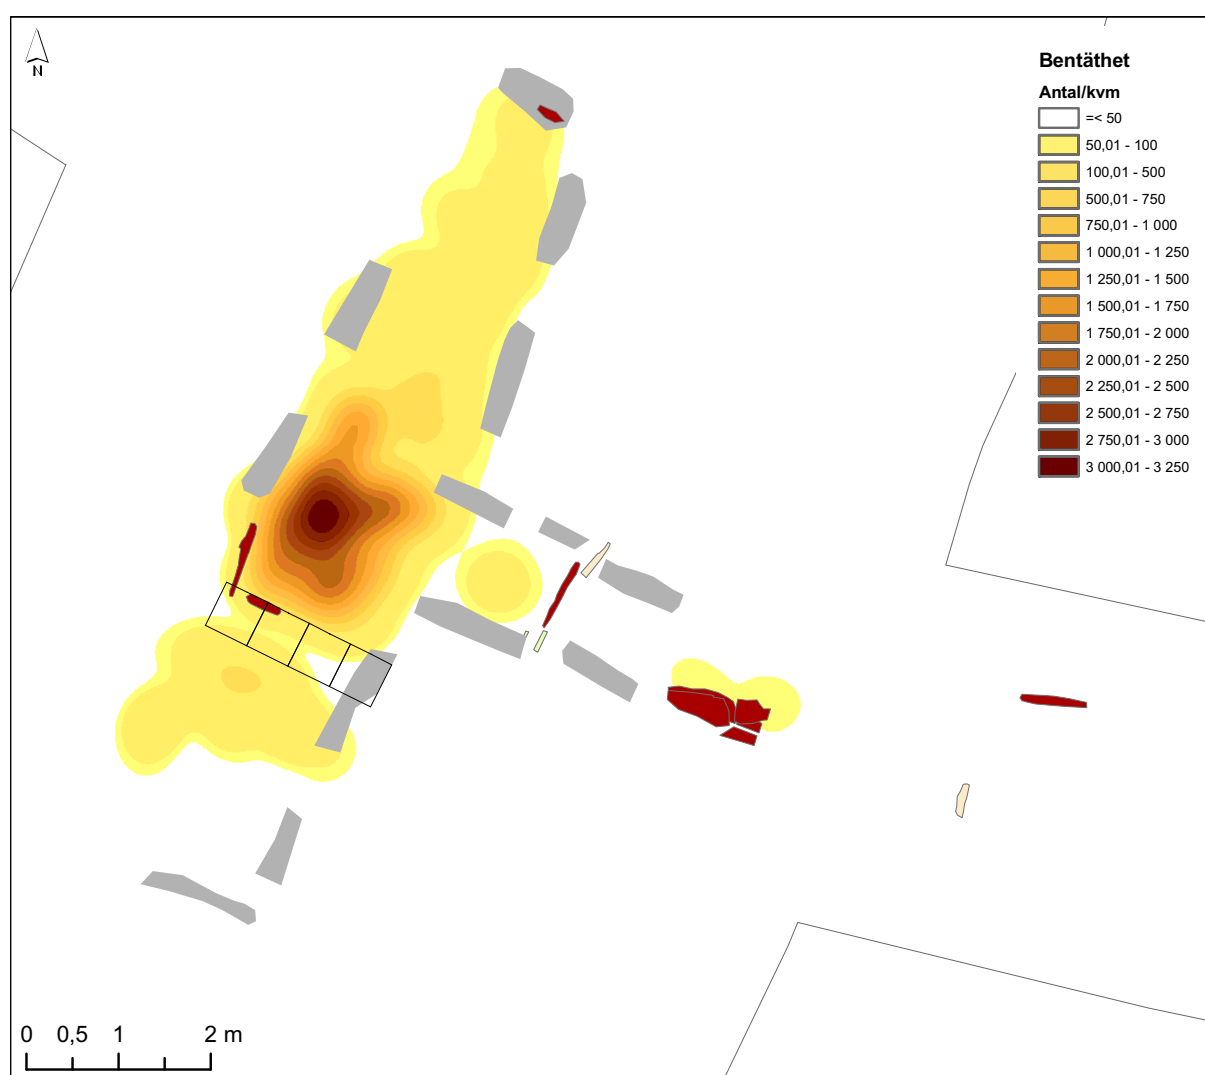 N
Bentäthet
Antal/kvm
=< 50
50,01 - 100
100,01 - 500
500,01 - 750
750,01 - 1 000
1 000,01 - 1 250
1 250,01 - 1 500
1 500,01 - 1 750
1 750,01 - 2 000
2 000,01 - 2 250
2 250,01 - 2 500
2 500,01 - 2 750
2 750,01 - 3 000
3 000,01 - 3 250
0 0,5 1 2 m